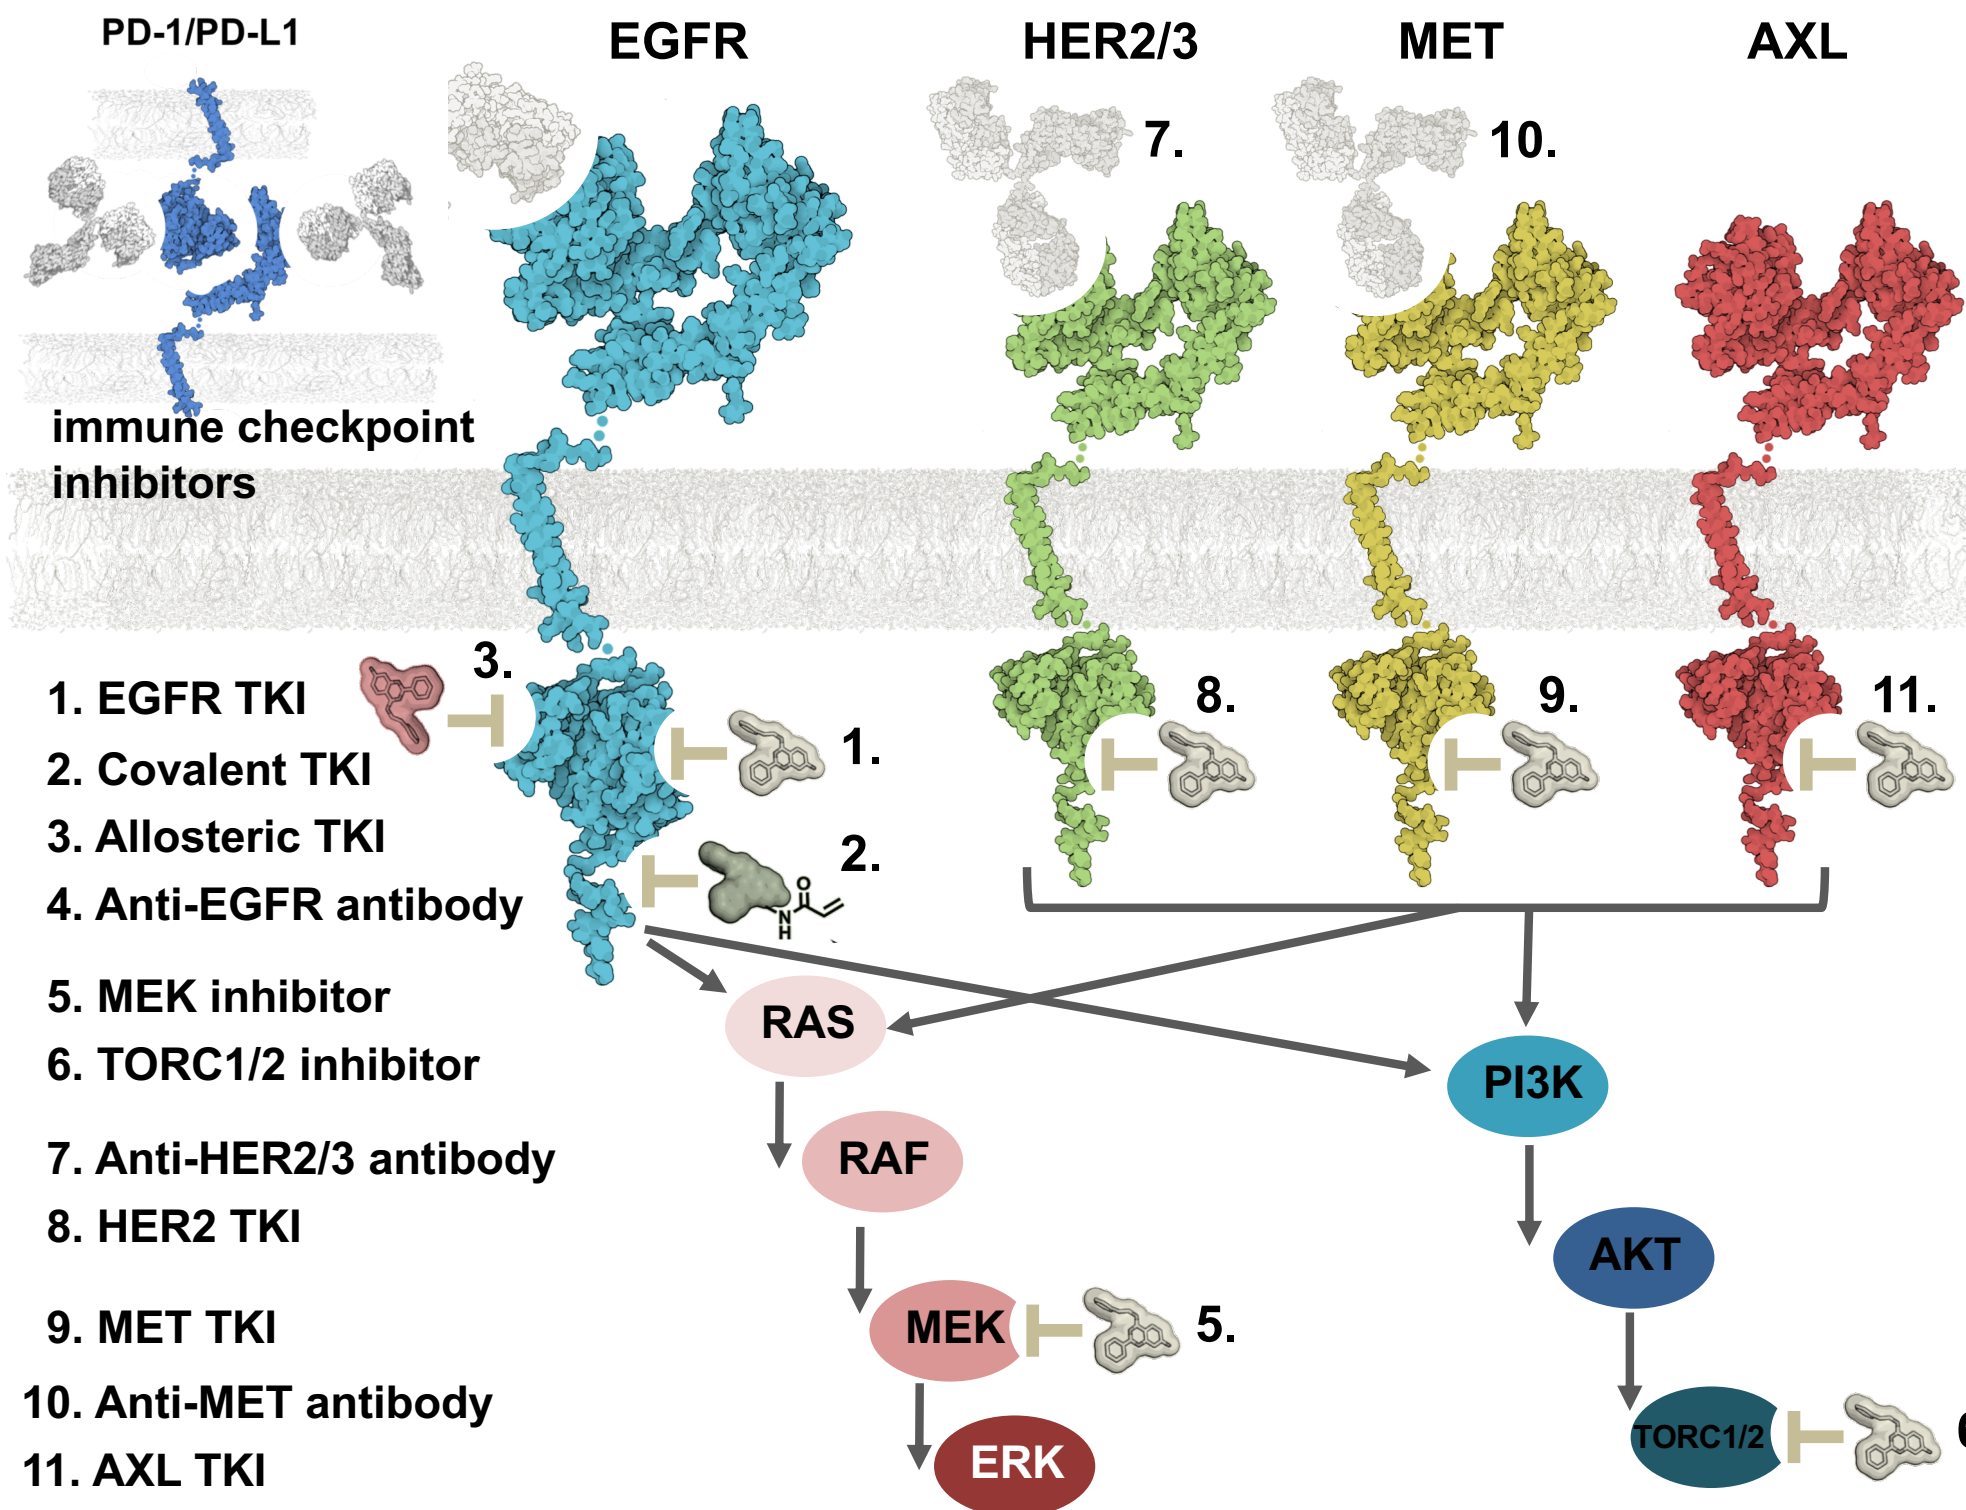 PD-1/PD-L1
EGFR
HER2/3
MET
AXL
7.
10.
immune checkpoint
inhibitors
3.
1.
2.
8.
9.
11.
O
N
H
1. EGFR TKI
2. Covalent TKI
3. Allosteric TKI
4. Anti-EGFR antibody
5. MEK inhibitor
6. TORC1/2 inhibitor
7. Anti-HER2/3 antibody
8. HER2 TKI
9. MET TKI
10. Anti-MET antibody
11. AXL TKI
RAS
RAF
MEK
5.
ERK
PI3K
AKT
TORC1/2